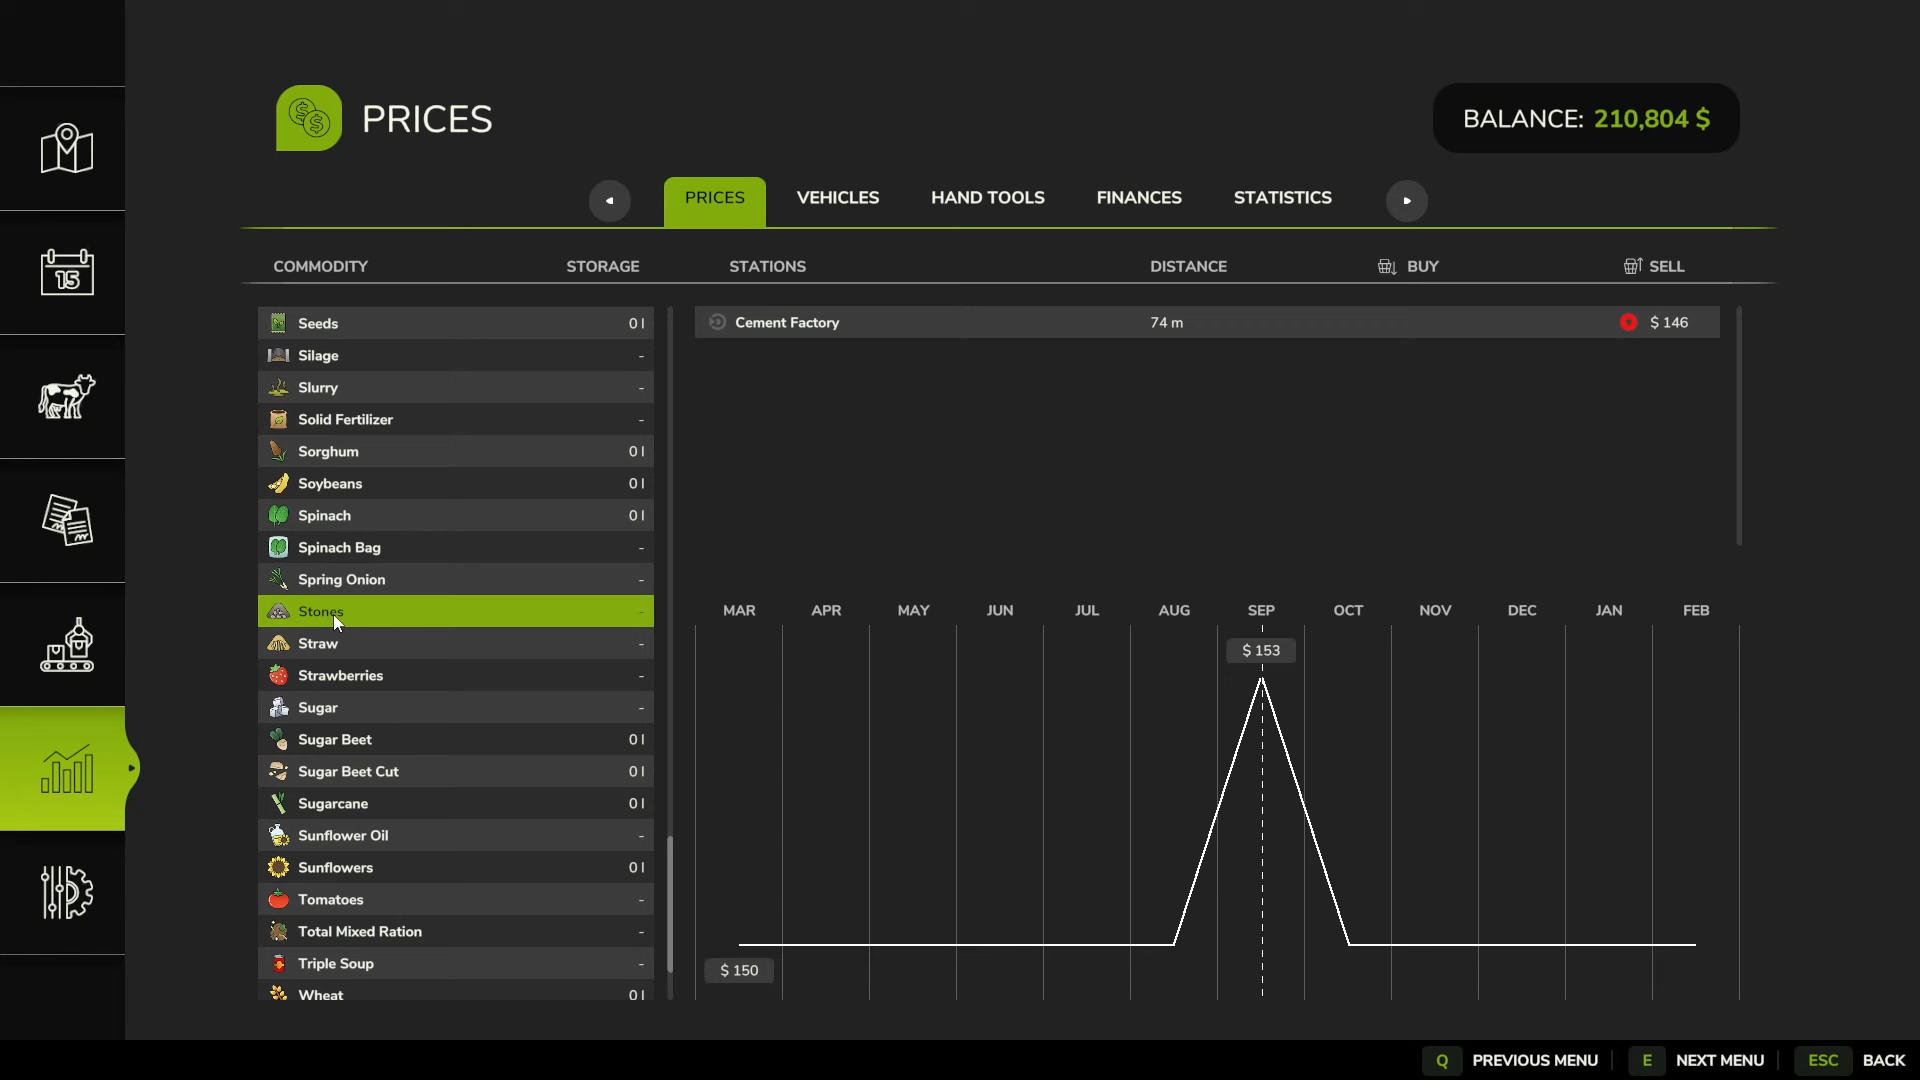 PRICES
BALANCE: 210,804 $
PRICES VEHICLES HAND TOOLS FINANCES STATISTICS
COMMODITY STORAGE STATIONS DISTANCE BUY SELL
15
Seeds 0 l
Cement Factory 74 m $ 146
Silage -
Slurry -
Solid Fertilizer -
Sorghum 0 l
Soybeans 0 l
Spinach 0 l
Spinach Bag -
Spring Onion -
Stones -
Straw -
Strawberries -
Sugar -
Sugar Beet 0 l
Sugar Beet Cut 0 l
Sugarcane 0 l
Sunflower Oil -
Sunflowers 0 l
Tomatoes -
Total Mixed Ration -
Triple Soup -
Wheat 0 l
MAR APR MAY JUN JUL AUG SEP OCT NOV DEC JAN FEB
$ 153
$ 150
Q PREVIOUS MENU E NEXT MENU ESC BACK